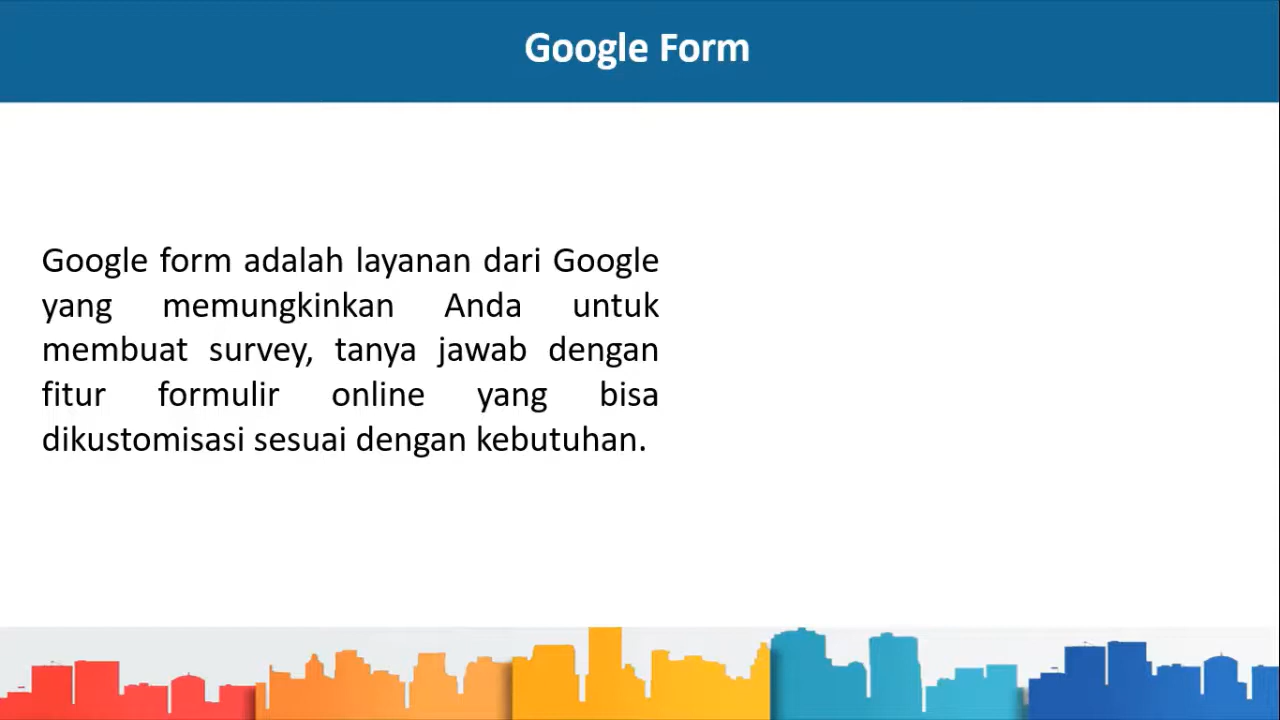 Google Form
Google form adalah layanan dari Google
yang memungkinkan Anda untuk
membuat survey, tanya jawab dengan
fitur formulir online yang bisa
dikustomisasi sesuai dengan kebutuhan.